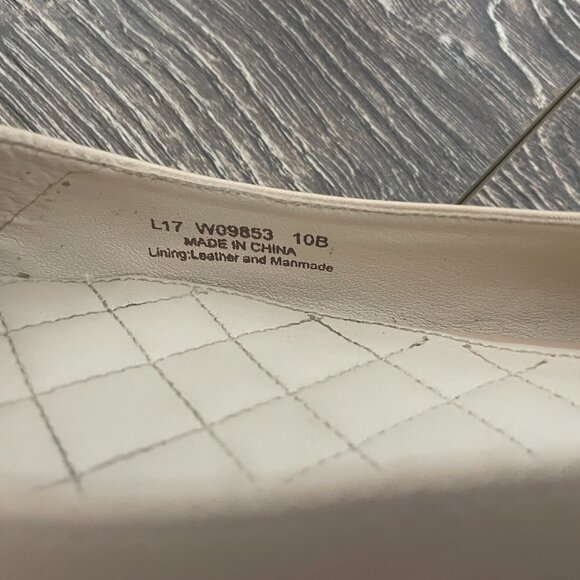 L17 W09853 10B
MADE IN CHINA
Lining:Leather and Manmade